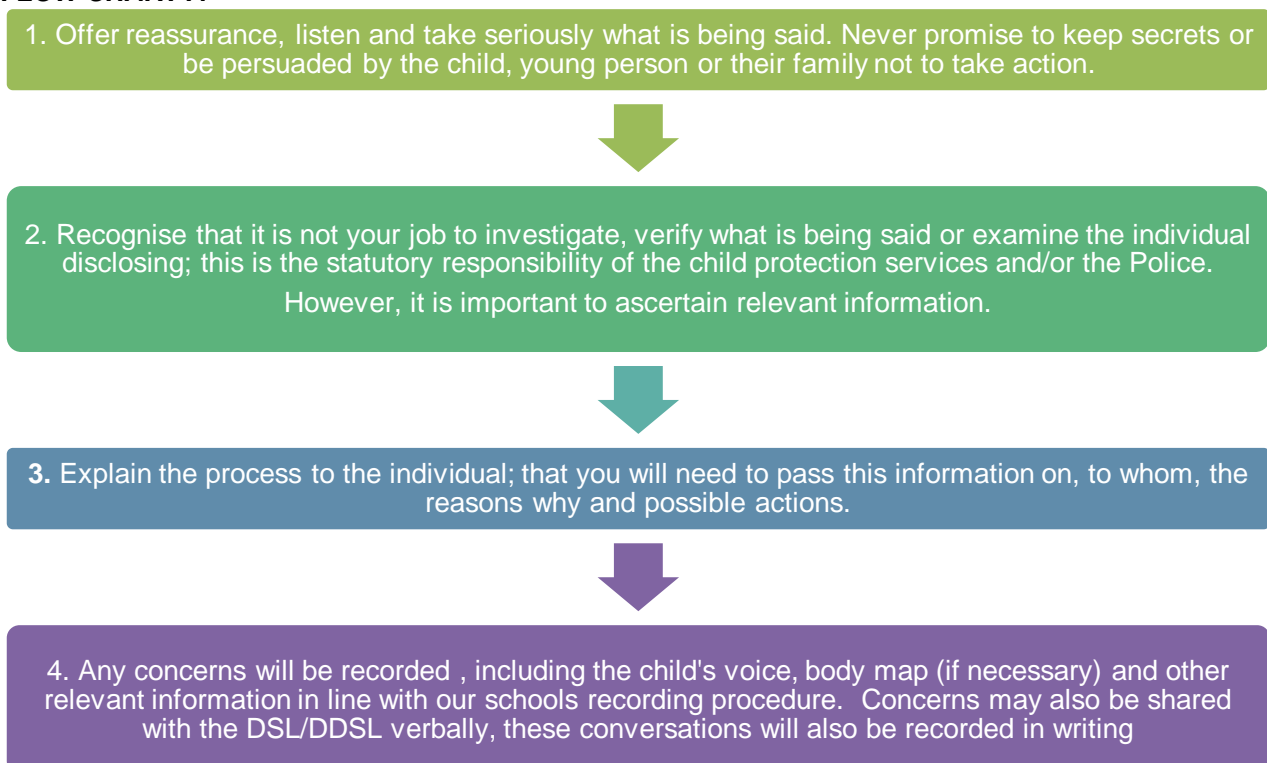 1. Offer reassurance, listen and take seriously what is being said. Never promise to keep secrets or
be persuaded by the child, young person or their family not to take action.
2. Recognise that it is not your job to investigate, verify what is being said or examine the individual
disclosing; this is the statutory responsibility of the child protection services and/or the Police.
However, it is important to ascertain relevant information.
3. Explain the process to the individual; that you will need to pass this information on, to whom, the
reasons why and possible actions.
4. Any concerns will be recorded , including the child's voice, body map (if necessary) and other
relevant information in line with our schools recording procedure.  Concerns may also be shared
with the DSL/DDSL verbally, these conversations will also be recorded in writing